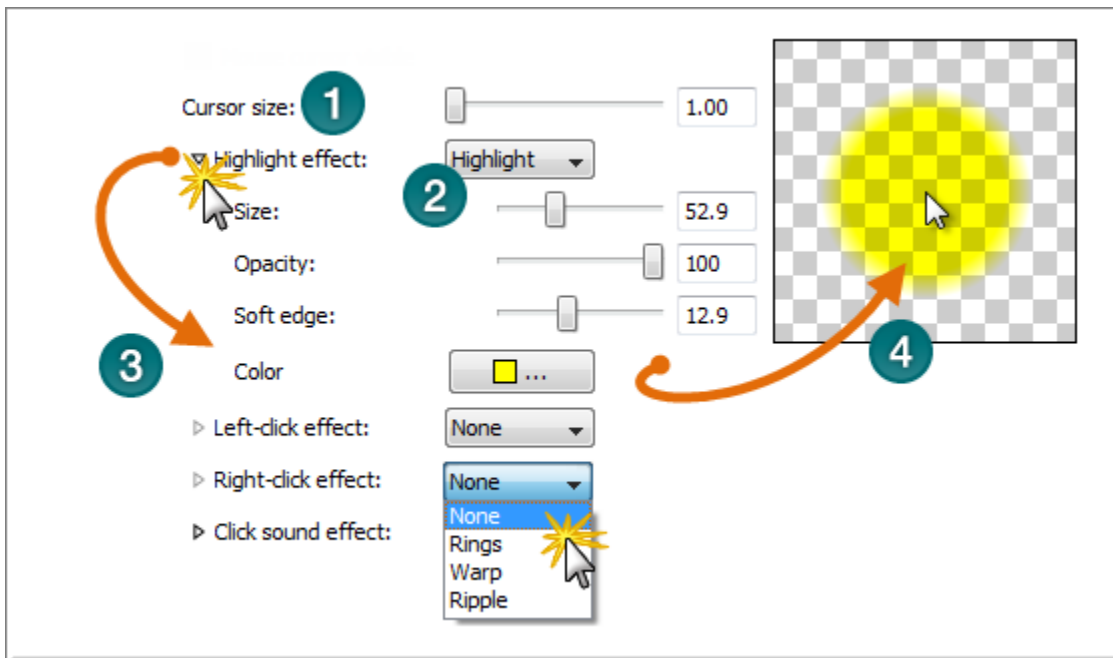 Cursor size: 1 1.00
Highlight effect: Highlight
2
Size: 52.9
Opacity: 100
Soft edge: 12.9
3 4
Color ...
Left-click effect: None
Right-click effect: None
None
Click sound effect:
Rings
Warp
Ripple